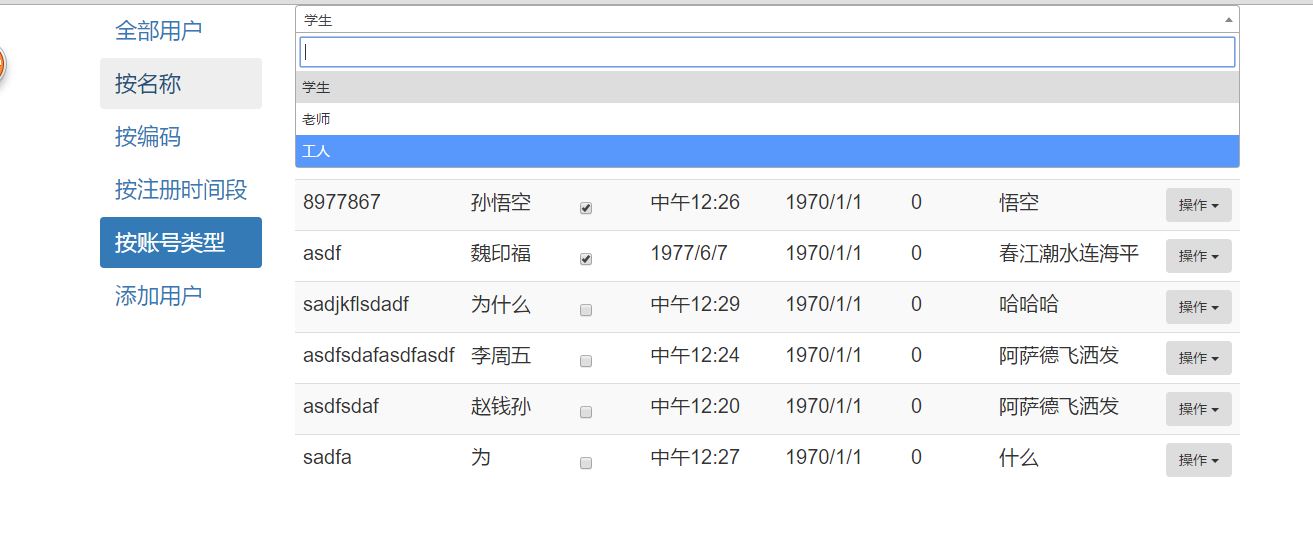 全部用户
按名称
按编码
按注册时间段
按账号类型
添加用户
学生
学生
老师
工人
8977867 孙悟空 中午12:26 1970/1/1 0 悟空 操作
asdf 魏印福 1977/6/7 1970/1/1 0 春江潮水连海平 操作
sadjkflsdadf 为什么 中午12:29 1970/1/1 0 哈哈哈 操作
asdfsdafasdfasdf 李周五 中午12:24 1970/1/1 0 阿萨德飞洒发 操作
asdfsdaf 赵钱孙 中午12:20 1970/1/1 0 阿萨德飞洒发 操作
sadfa 为 中午12:27 1970/1/1 0 什么 操作